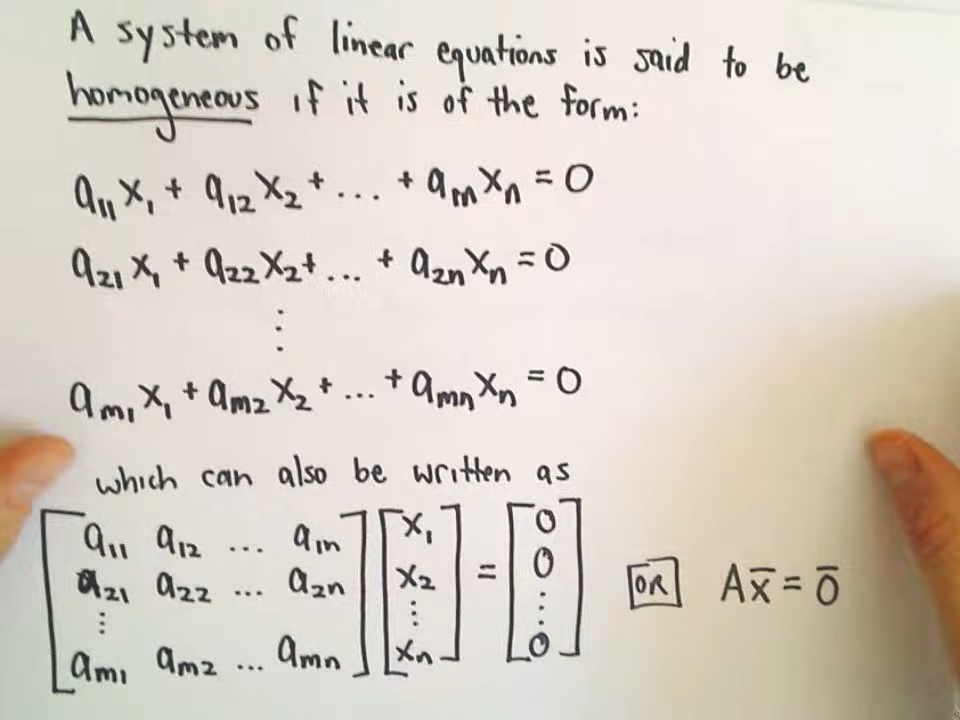 A system of linear equations is said to be
homogeneous if it is of the form:
a₁₁x₁ + a₁₂x₂ + ... + a₁ₙxₙ = 0
a₂₁x₁ + a₂₂x₂ + ... + a₂ₙxₙ = 0
⋮
aₘ₁x₁ + aₘ₂x₂ + ... + aₘₙxₙ = 0
which can also be written as
[a₁₁ a₁₂ ... a₁ₙ] [x₁] [0]
[a₂₁ a₂₂ ... a₂ₙ] [x₂] = [0] OR Ax̄ = 0̄
⋮ ⋮ ⋮
[aₘ₁ aₘ₂ ... aₘₙ] [xₙ] [0]